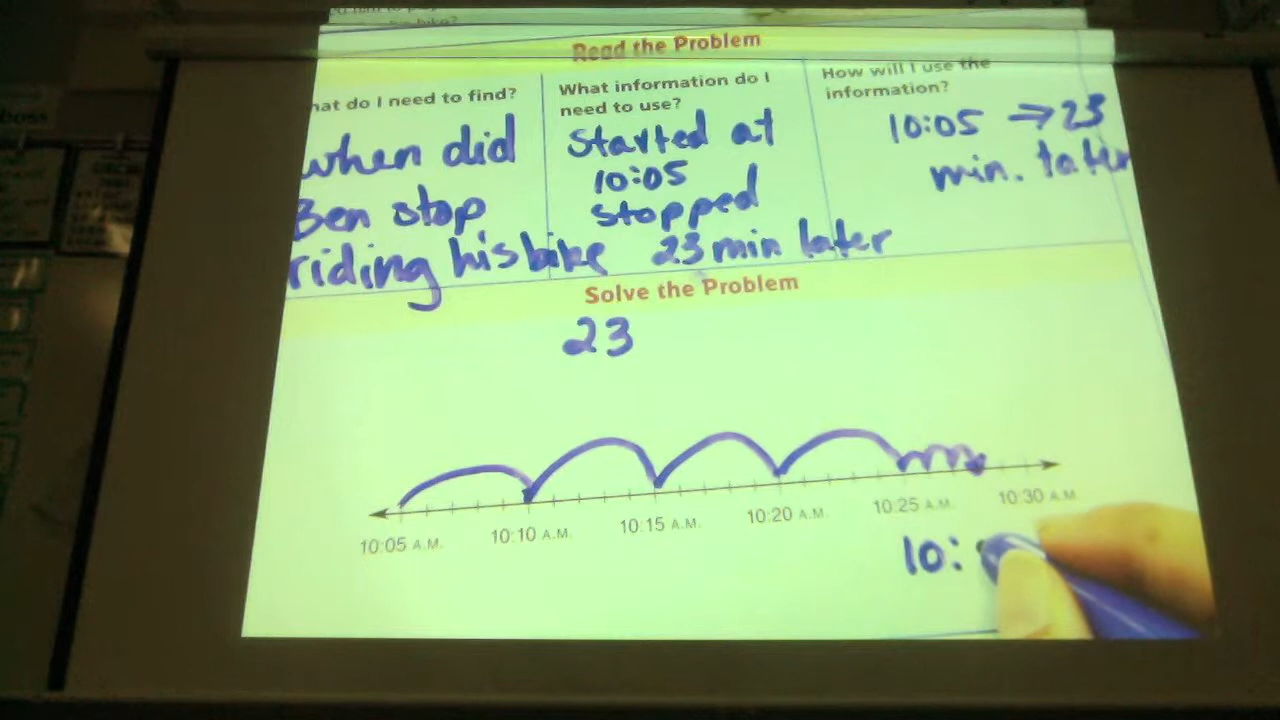 Read the Problem
hat do I need to find?
when did
Ben stop
riding his bike
What information do I
need to use?
Started at
10:05
stopped
23 min later
How will I use the
information?
10:05 → 23
min. later
Solve the Problem
23
10:05 A.M. 10:10 A.M. 10:15 A.M. 10:20 A.M. 10:25 A.M. 10:30 A.M.
10: